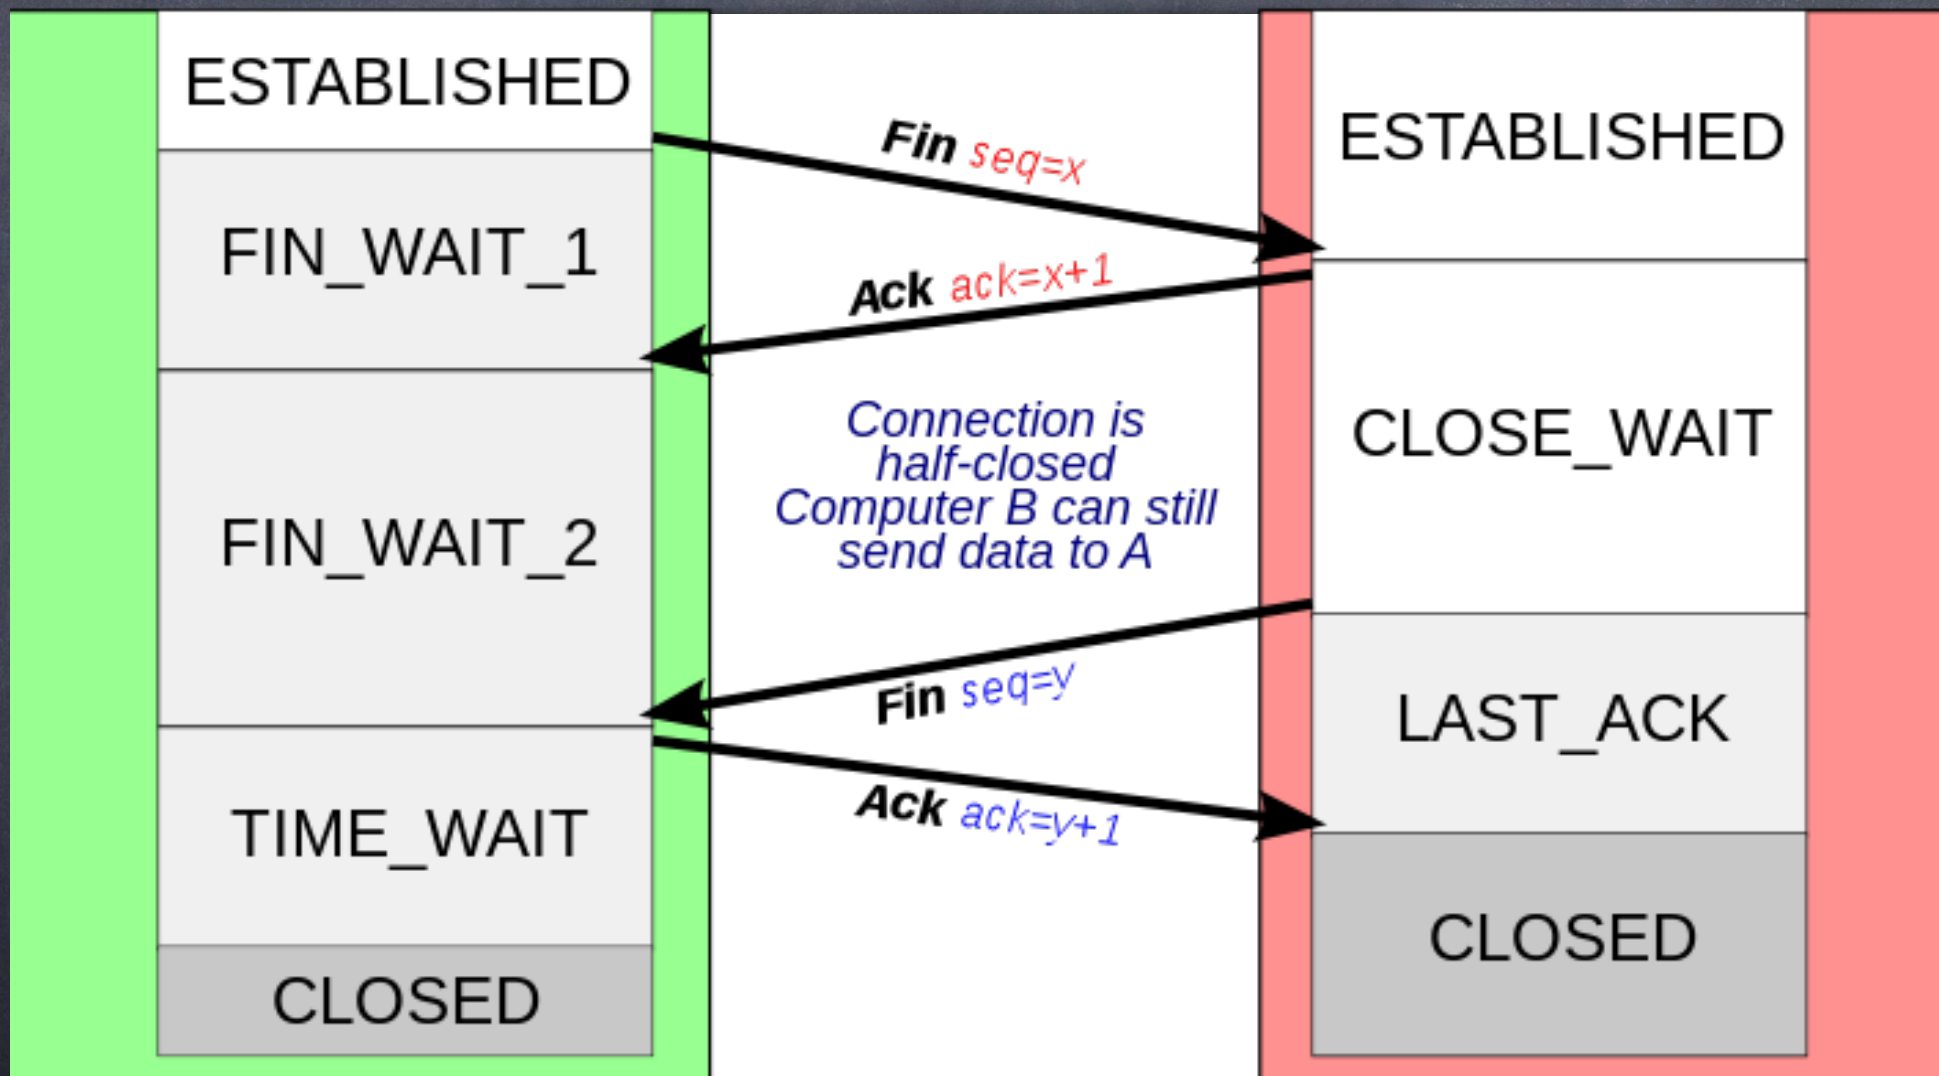 ESTABLISHED
FIN_WAIT_1
FIN_WAIT_2
TIME_WAIT
CLOSED
Fin seq=x
Ack ack=x+1
Connection is
half-closed
Computer B can still
send data to A
Fin seq=y
Ack ack=y+1
ESTABLISHED
CLOSE_WAIT
LAST_ACK
CLOSED